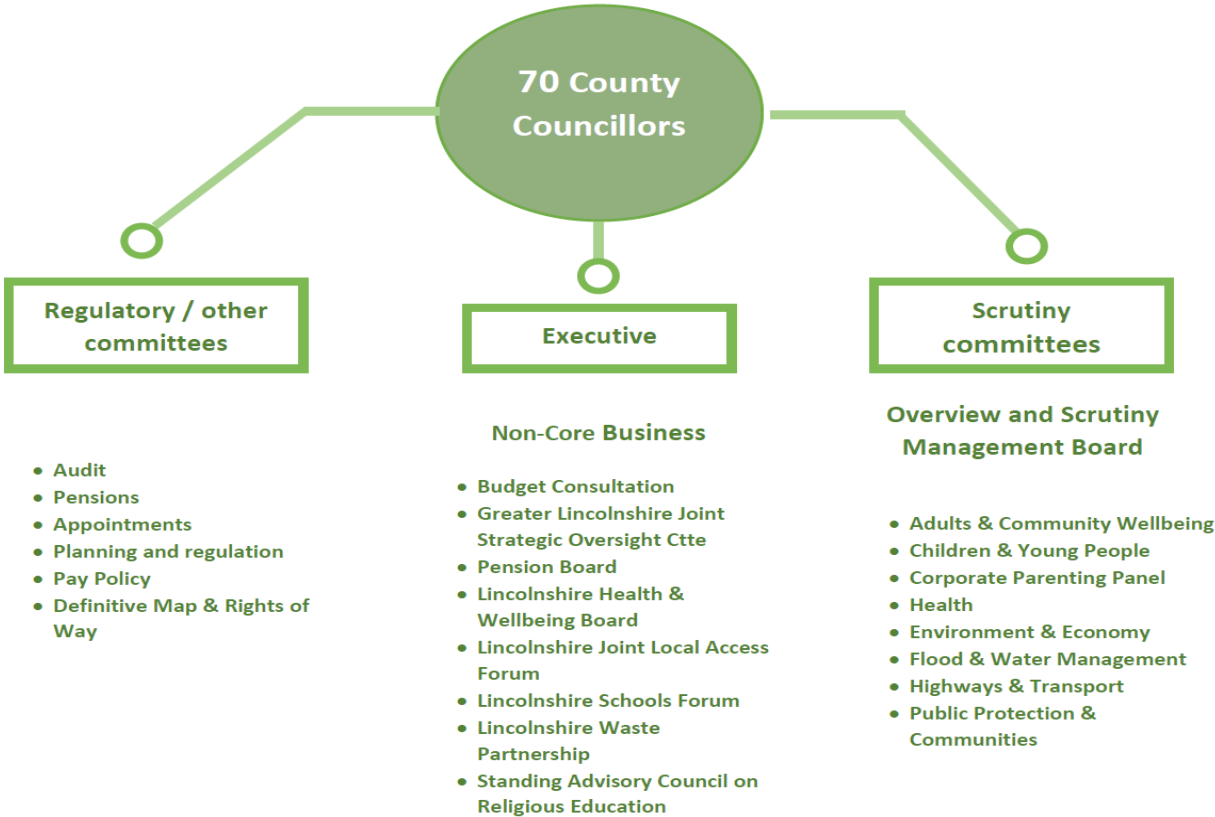 70 County
Councillors
Regulatory / other
committees
Executive
Scrutiny
committees
• Audit
• Pensions
• Appointments
• Planning and regulation
• Pay Policy
• Definitive Map & Rights of
Way
Non-Core Business
• Budget Consultation
• Greater Lincolnshire Joint
Strategic Oversight Ctte
• Pension Board
• Lincolnshire Health &
Wellbeing Board
• Lincolnshire Joint Local Access
Forum
• Lincolnshire Schools Forum
• Lincolnshire Waste
Partnership
• Standing Advisory Council on
Religious Education
Overview and Scrutiny
Management Board
• Adults & Community Wellbeing
• Children & Young People
• Corporate Parenting Panel
• Health
• Environment & Economy
• Flood & Water Management
• Highways & Transport
• Public Protection &
Communities